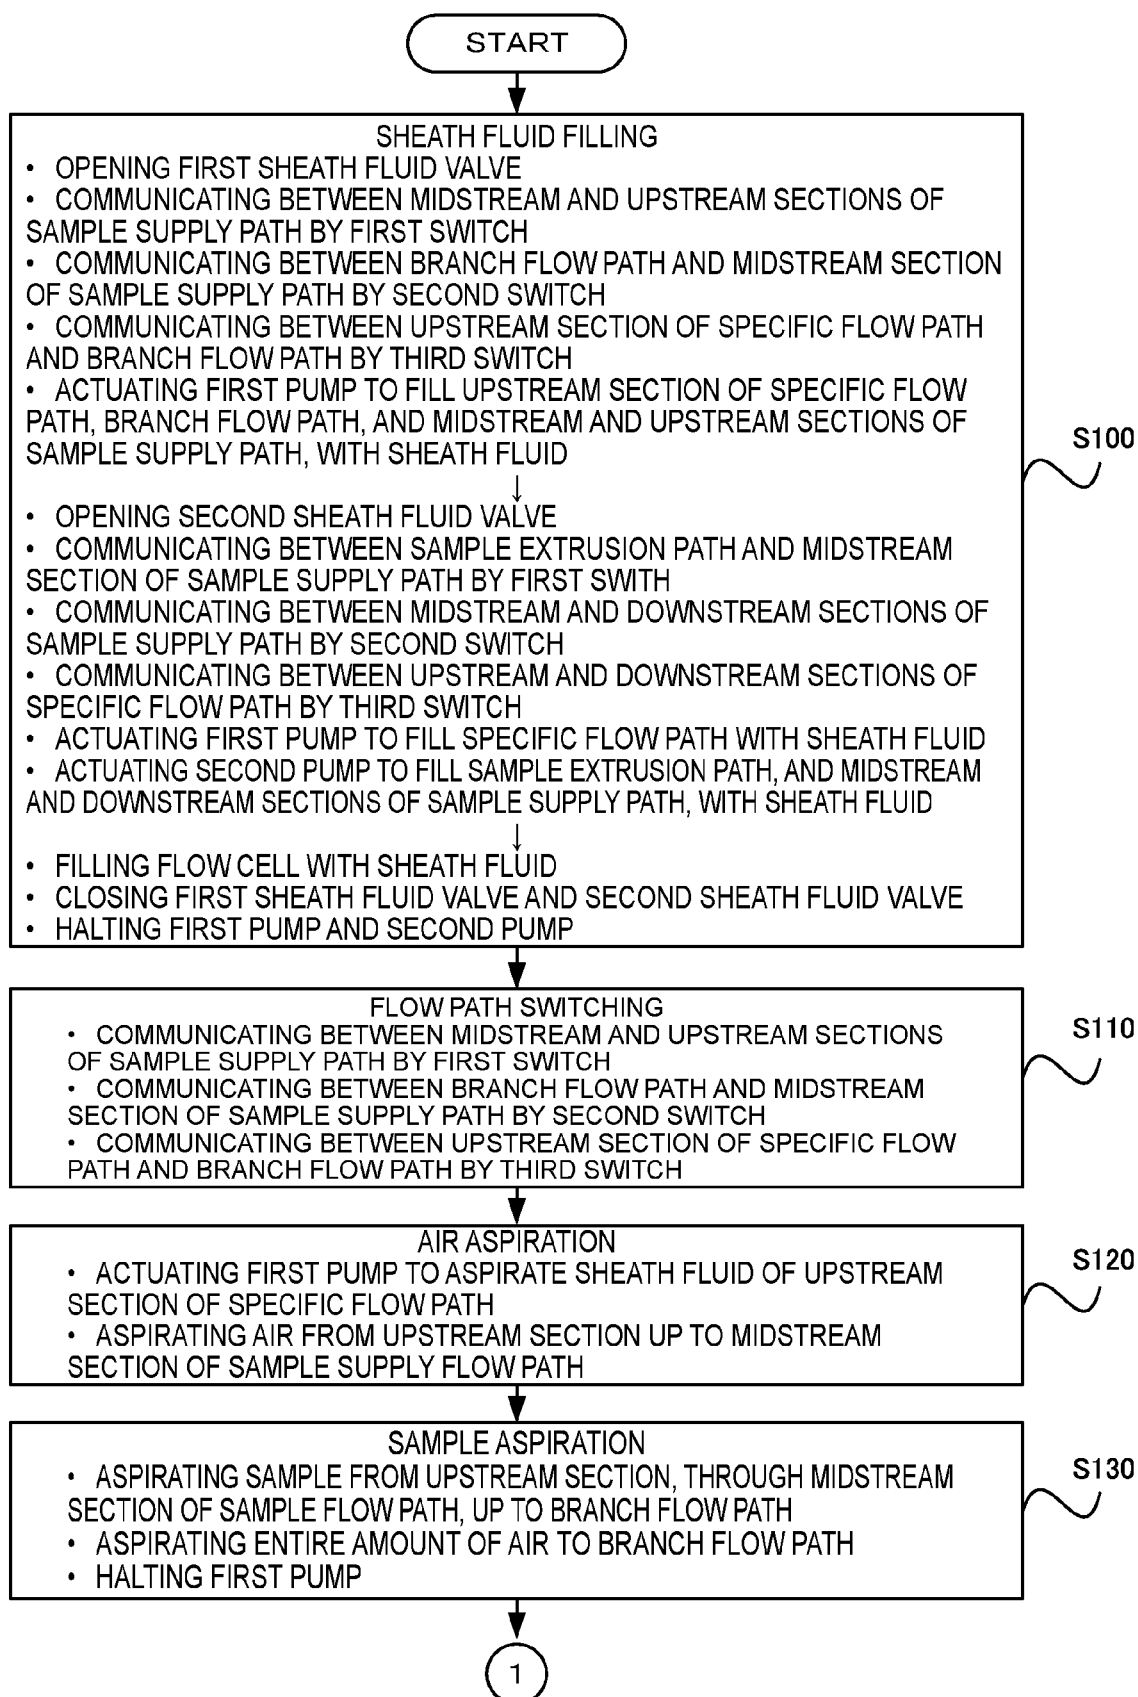 START
SHEATH FLUID FILLING
• OPENING FIRST SHEATH FLUID VALVE
• COMMUNICATING BETWEEN MIDSTREAM AND UPSTREAM SECTIONS OF
SAMPLE SUPPLY PATH BY FIRST SWITCH
• COMMUNICATING BETWEEN BRANCH FLOW PATH AND MIDSTREAM SECTION
OF SAMPLE SUPPLY PATH BY SECOND SWITCH
• COMMUNICATING BETWEEN UPSTREAM SECTION OF SPECIFIC FLOW PATH
AND BRANCH FLOW PATH BY THIRD SWITCH
• ACTUATING FIRST PUMP TO FILL UPSTREAM SECTION OF SPECIFIC FLOW
PATH, BRANCH FLOW PATH, AND MIDSTREAM AND UPSTREAM SECTIONS OF
SAMPLE SUPPLY PATH, WITH SHEATH FLUID
↓
• OPENING SECOND SHEATH FLUID VALVE
• COMMUNICATING BETWEEN SAMPLE EXTRUSION PATH AND MIDSTREAM
SECTION OF SAMPLE SUPPLY PATH BY FIRST SWITH
• COMMUNICATING BETWEEN MIDSTREAM AND DOWNSTREAM SECTIONS OF
SAMPLE SUPPLY PATH BY SECOND SWITCH
• COMMUNICATING BETWEEN UPSTREAM AND DOWNSTREAM SECTIONS OF
SPECIFIC FLOW PATH BY THIRD SWITCH
• ACTUATING FIRST PUMP TO FILL SPECIFIC FLOW PATH WITH SHEATH FLUID
• ACTUATING SECOND PUMP TO FILL SAMPLE EXTRUSION PATH, AND MIDSTREAM
AND DOWNSTREAM SECTIONS OF SAMPLE SUPPLY PATH, WITH SHEATH FLUID
↓
• FILLING FLOW CELL WITH SHEATH FLUID
• CLOSING FIRST SHEATH FLUID VALVE AND SECOND SHEATH FLUID VALVE
• HALTING FIRST PUMP AND SECOND PUMP
S100
FLOW PATH SWITCHING
• COMMUNICATING BETWEEN MIDSTREAM AND UPSTREAM SECTIONS
OF SAMPLE SUPPLY PATH BY FIRST SWITCH
• COMMUNICATING BETWEEN BRANCH FLOW PATH AND MIDSTREAM
SECTION OF SAMPLE SUPPLY PATH BY SECOND SWITCH
• COMMUNICATING BETWEEN UPSTREAM SECTION OF SPECIFIC FLOW
PATH AND BRANCH FLOW PATH BY THIRD SWITCH
S110
AIR ASPIRATION
• ACTUATING FIRST PUMP TO ASPIRATE SHEATH FLUID OF UPSTREAM
SECTION OF SPECIFIC FLOW PATH
• ASPIRATING AIR FROM UPSTREAM SECTION UP TO MIDSTREAM
SECTION OF SAMPLE SUPPLY FLOW PATH
S120
SAMPLE ASPIRATION
• ASPIRATING SAMPLE FROM UPSTREAM SECTION, THROUGH MIDSTREAM
SECTION OF SAMPLE FLOW PATH, UP TO BRANCH FLOW PATH
• ASPIRATING ENTIRE AMOUNT OF AIR TO BRANCH FLOW PATH
• HALTING FIRST PUMP
S130
1